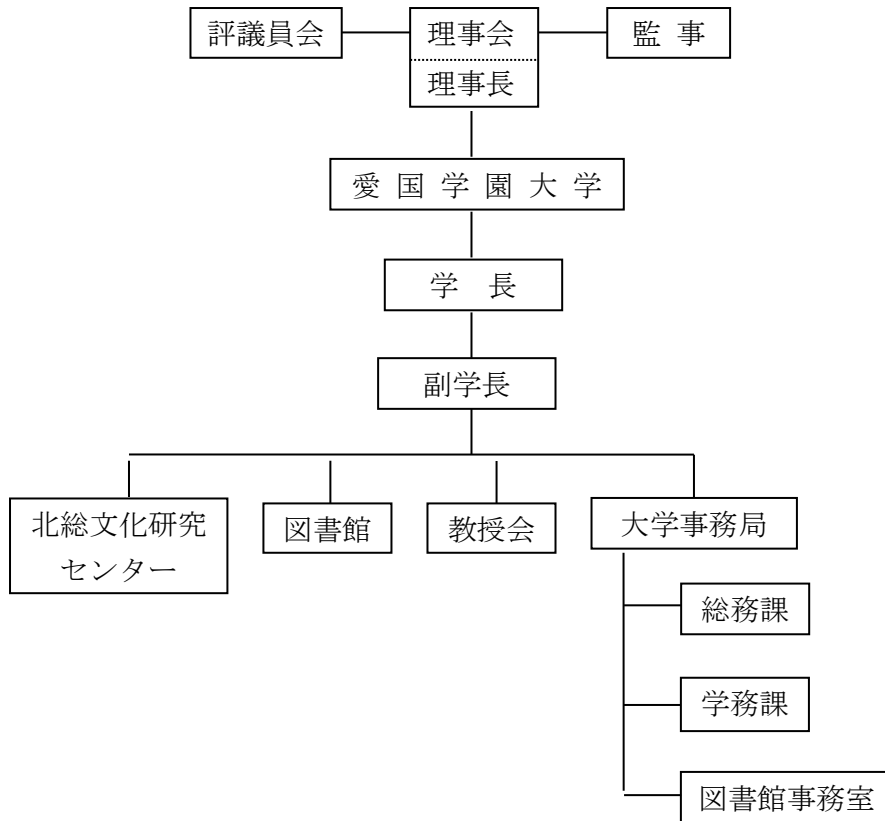 評議員会
理事会
監 事
理事長
愛 国 学 園 大 学
学 長
副学長
北総文化研究
センター
図書館
教授会
大学事務局
総務課
学務課
図書館事務室